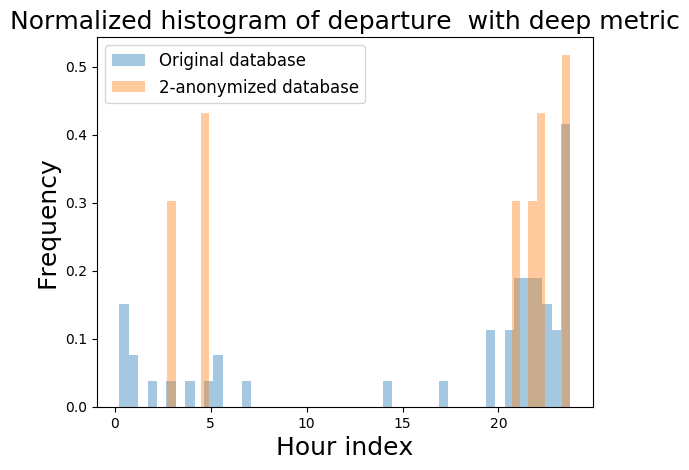 Normalized histogram of departure  with deep metric
Original database
2-anonymized database
Frequency
0.5
0.4
0.3
0.2
0.1
0.0
0
5
10
15
20
Hour index